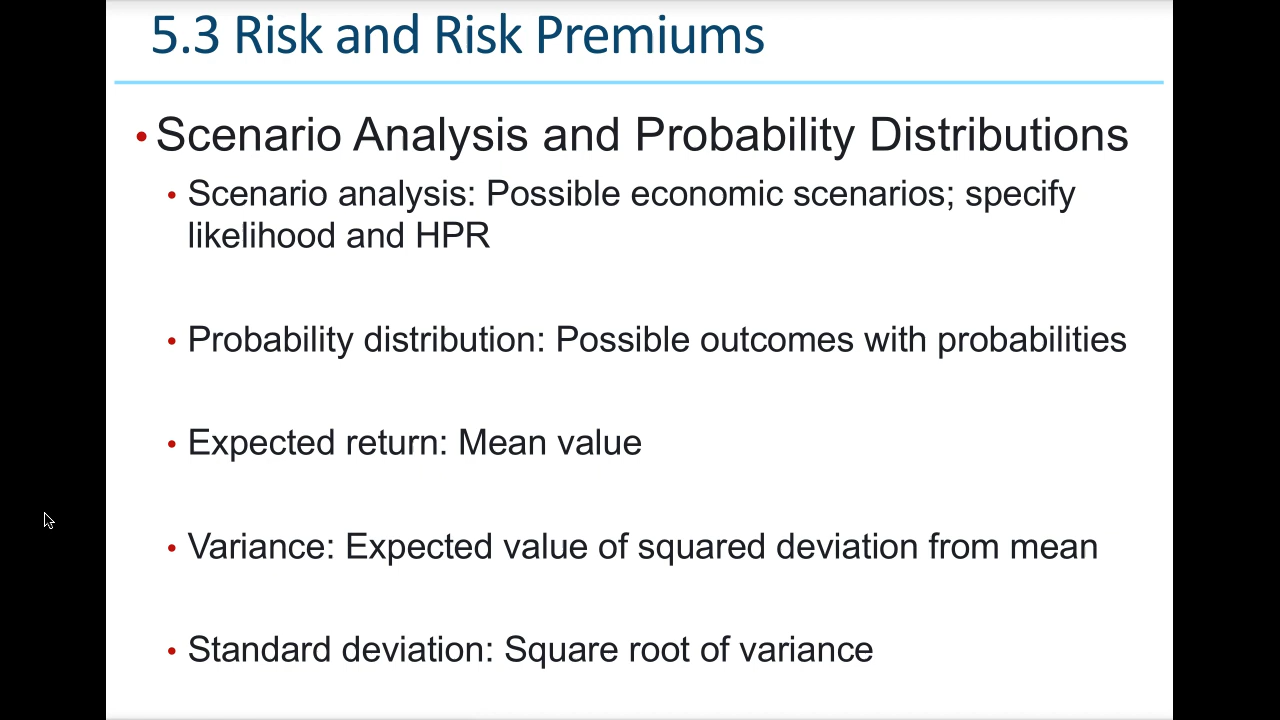 5.3 Risk and Risk Premiums
• Scenario Analysis and Probability Distributions
• Scenario analysis: Possible economic scenarios; specify
likelihood and HPR
• Probability distribution: Possible outcomes with probabilities
• Expected return: Mean value
• Variance: Expected value of squared deviation from mean
• Standard deviation: Square root of variance